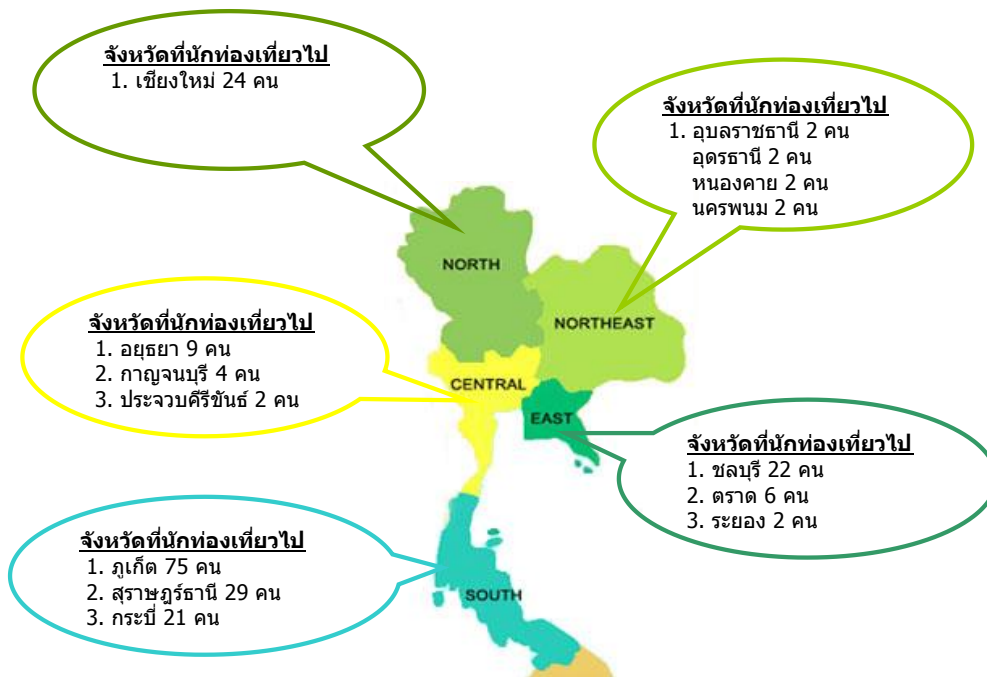 จังหวัดที่นักท่องเที่ยวไป
1. เชียงใหม่ 24 คน
จังหวัดที่นักท่องเที่ยวไป
1. อุบลราชธานี 2 คน
อุดรธานี 2 คน
หนองคาย 2 คน
นครพนม 2 คน
NORTH
NORTHEAST
จังหวัดที่นักท่องเที่ยวไป
1. อยุธยา 9 คน
2. กาญจนบุรี 4 คน
3. ประจวบคีรีขันธ์ 2 คน
CENTRAL
EAST
จังหวัดที่นักท่องเที่ยวไป
1. ชลบุรี 22 คน
2. ตราด 6 คน
3. ระยอง 2 คน
จังหวัดที่นักท่องเที่ยวไป
1. ภูเก็ต 75 คน
2. สุราษฎร์ธานี 29 คน
3. กระบี่ 21 คน
SOUTH